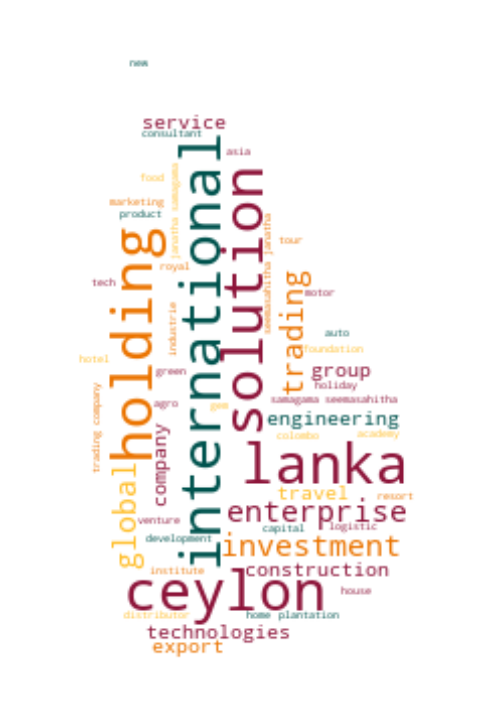 new
service
consultant
international
asia
solution
food
janatha samagama
marketing
product
holding
seemasahitha janatha
tour
royal
trading
tech
motor
industrie
auto
foundation
hotel
green
group
holiday
trading company
agro
gem
samagama seemasahitha
engineering
company
colombo
academy
lanka
global
travel
resort
enterprise
venture
capital
logistic
development
investment
institute
construction
ceylon
house
distributor
home plantation
technologies
export